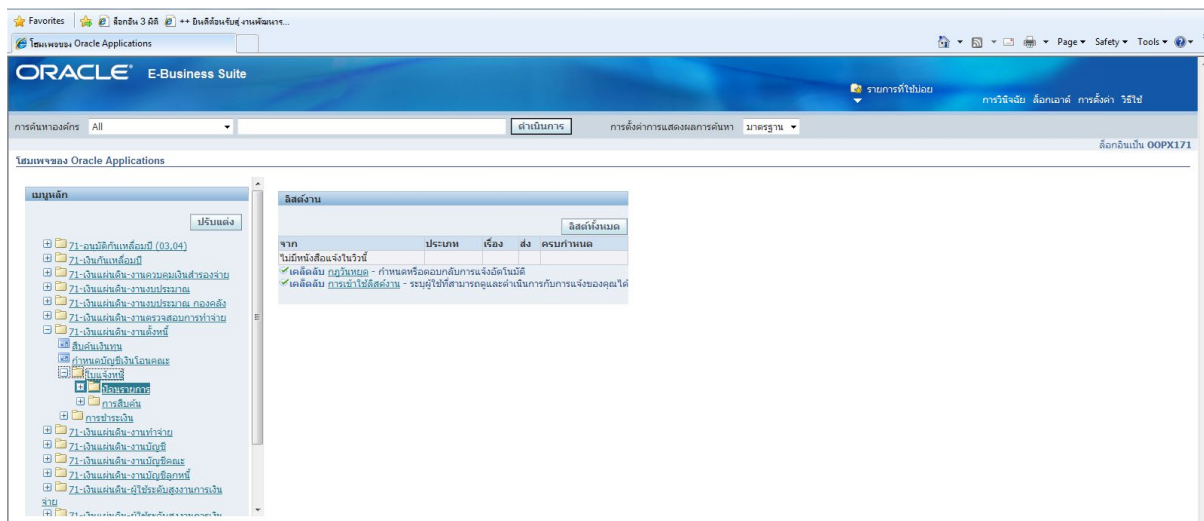 Favorites ล็อกอิน 3 มิติ ++ ยินดีต้อนรับสู่ งานพัฒนาร...
โฮมเพจของ Oracle Applications
Page Safety Tools
ORACLE E-Business Suite
รายการที่ใช้บ่อย
การวินิจฉัย ล็อกเอาต์ การตั้งค่า วิธีใช้
การค้นหาองค์กร All ดำเนินการ การตั้งค่าการแสดงผลการค้นหา มาตรฐาน
ล็อกอินเป็น OOPX171
โฮมเพจของ Oracle Applications
เมนูหลัก
ปรับแต่ง
71-อนุมัติกันเหลื่อมปี (03,04)
71-เงินกันเหลื่อมปี
71-เงินแผ่นดิน-งานควบคุมเงินสำรองจ่าย
71-เงินแผ่นดิน-งานงบประมาณ
71-เงินแผ่นดิน-งานงบประมาณ กองคลัง
71-เงินแผ่นดิน-งานตรวจสอบการทำจ่าย
71-เงินแผ่นดิน-งานตั้งหนี้
สืบค้นเงินทุน
กำหนดบัญชีเงินโอนคณะ
ใบแจ้งหนี้
ป้อนรายการ
การสืบค้น
การชำระเงิน
71-เงินแผ่นดิน-งานทำจ่าย
71-เงินแผ่นดิน-งานบัญชี
71-เงินแผ่นดิน-งานบัญชีคณะ
71-เงินแผ่นดิน-งานบัญชีลูกหนี้
71-เงินแผ่นดิน-ผู้ใช้ระดับสูงงานการเงิน
จ่าย
71-เงินแผ่นดิน-ผู้ใช้ระดับสูงงานการเงิน
ลิสต์งาน
ลิสต์ทั้งหมด
จาก ประเภท เรื่อง ส่ง ครบกำหนด
ไม่มีหนังสือแจ้งในวิวนี้
เคล็ดลับ กฎวันหยุด - กำหนดหรือตอบกลับการแจ้งอัตโนมัติ
เคล็ดลับ การเข้าใช้ลิสต์งาน - ระบุผู้ใช้ที่สามารถดูและดำเนินการกับการแจ้งของคุณได้